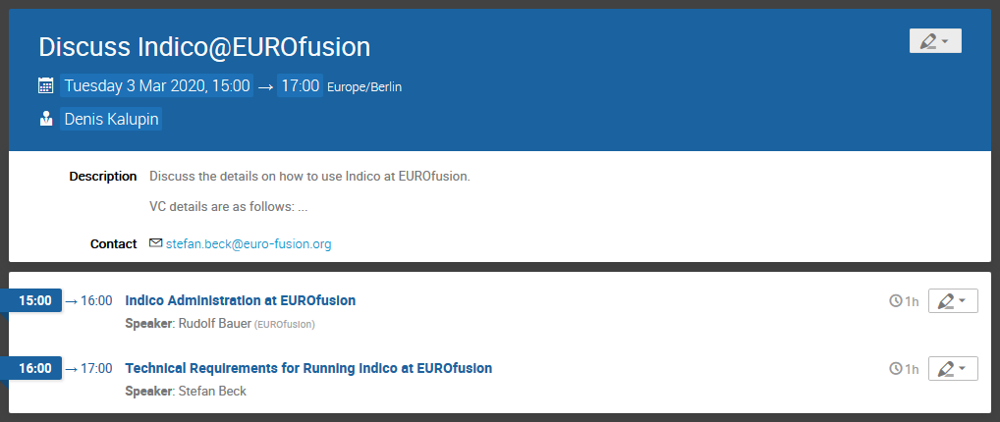 Discuss Indico@EUROfusion
Tuesday 3 Mar 2020, 15:00 → 17:00 Europe/Berlin
Denis Kalupin
Description Discuss the details on how to use Indico at EUROfusion.
VC details are as follows: ...
Contact stefan.beck@euro-fusion.org
15:00 → 16:00 Indico Administration at EUROfusion 1h
Speaker: Rudolf Bauer (EUROfusion)
16:00 → 17:00 Technical Requirements for Running Indico at EUROfusion 1h
Speaker: Stefan Beck